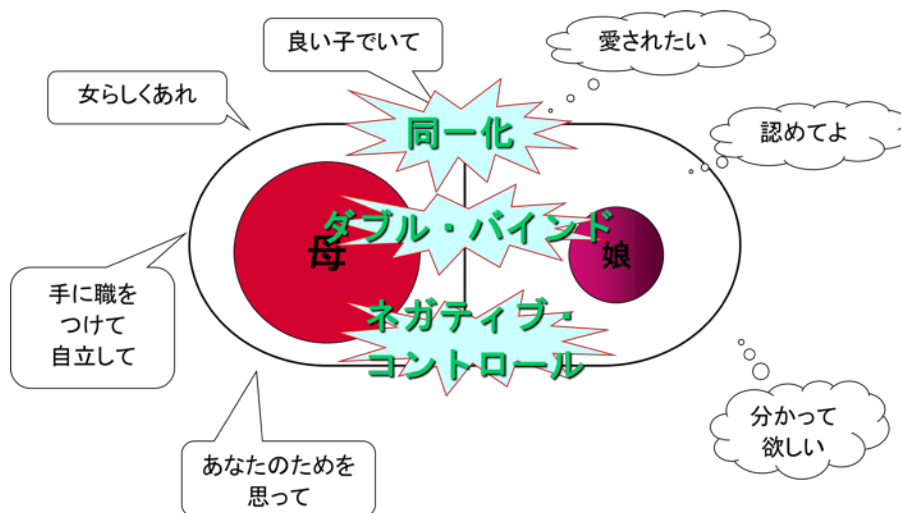 良い子でいて
愛されたい
女らしくあれ
同一化
認めてよ
ダブル・バインド
母
娘
手に職を
つけて
自立して
ネガティブ・
コントロール
分かって
欲しい
あなたのためを
思って